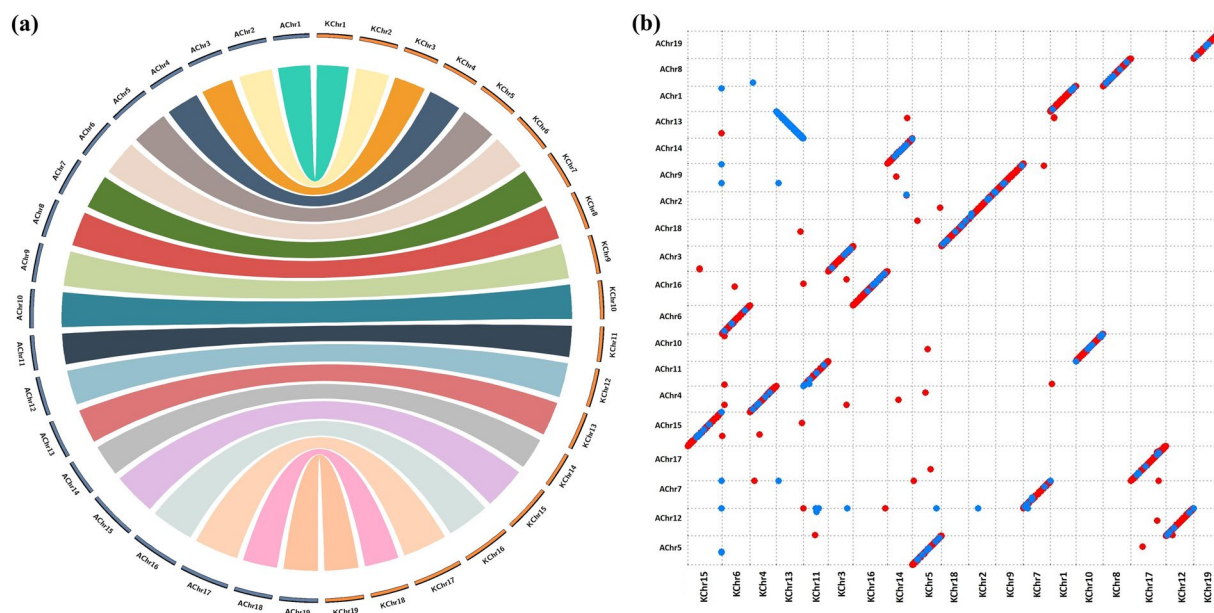 (a)
AChr1
AChr2
AChr3
AChr4
AChr5
AChr6
AChr7
AChr8
AChr9
AChr10
AChr11
AChr12
AChr13
AChr14
AChr15
AChr16
AChr17
AChr18
AChr19
KChr1
KChr2
KChr3
KChr4
KChr5
KChr6
KChr7
KChr8
KChr9
KChr10
KChr11
KChr12
KChr13
KChr14
KChr15
KChr16
KChr17
KChr18
KChr19
(b)
AChr19
AChr8
AChr1
AChr13
AChr14
AChr9
AChr2
AChr18
AChr3
AChr16
AChr6
AChr10
AChr11
AChr4
AChr15
AChr17
AChr7
AChr12
AChr5
KChr15
KChr6
KChr4
KChr13
KChr11
KChr3
KChr16
KChr14
KChr5
KChr18
KChr2
KChr9
KChr7
KChr1
KChr10
KChr8
KChr17
KChr12
KChr19